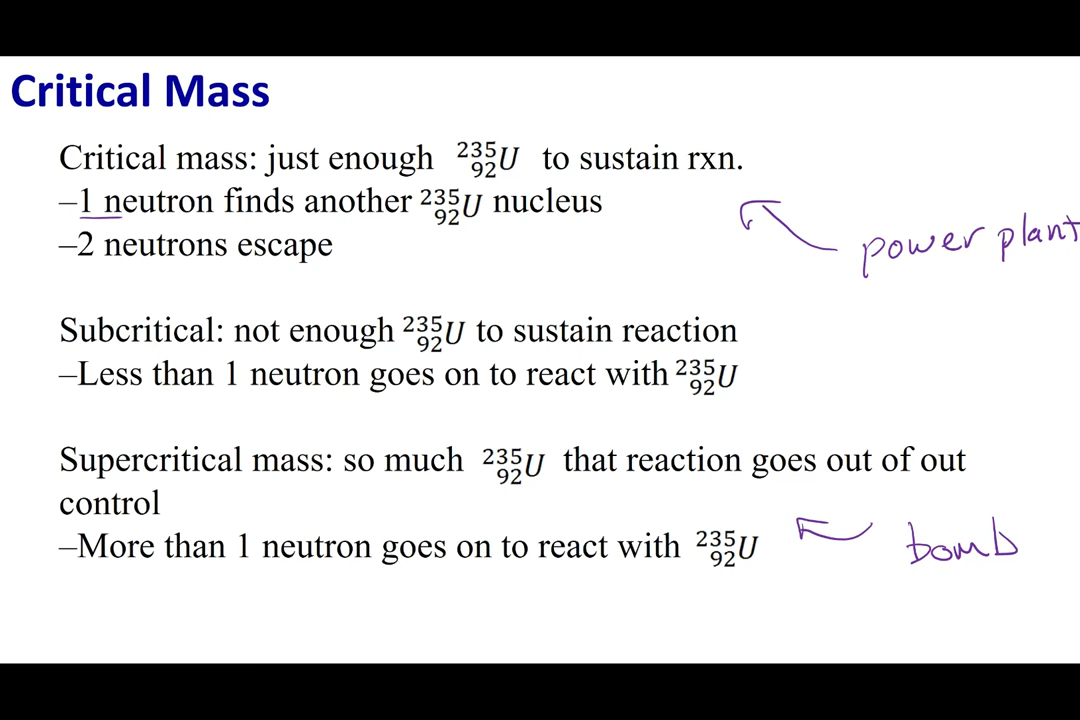 Critical Mass
Critical mass: just enough ²³⁵₉₂U to sustain rxn.
–1 neutron finds another ²³⁵₉₂U nucleus
–2 neutrons escape
power plant
Subcritical: not enough ²³⁵₉₂U to sustain reaction
–Less than 1 neutron goes on to react with ²³⁵₉₂U
Supercritical mass: so much ²³⁵₉₂U that reaction goes out of out
control
–More than 1 neutron goes on to react with ²³⁵₉₂U
bomb